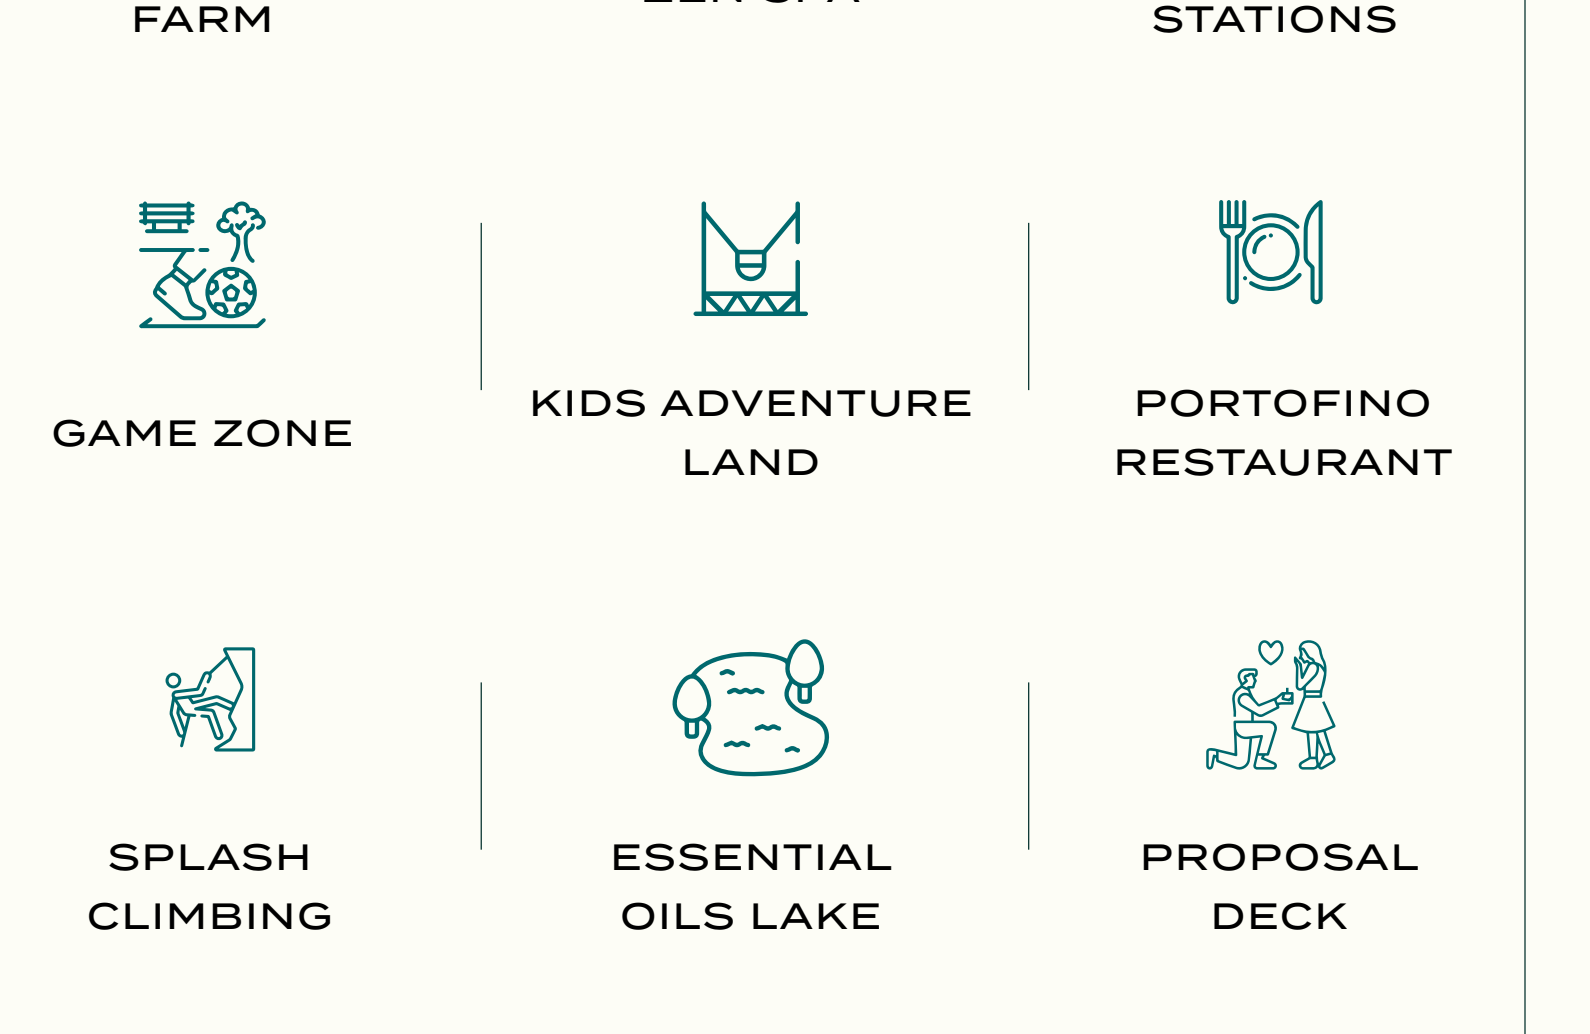 FARM
STATIONS
GAME ZONE
KIDS ADVENTURE
LAND
PORTOFINO
RESTAURANT
SPLASH
CLIMBING
ESSENTIAL
OILS LAKE
PROPOSAL
DECK